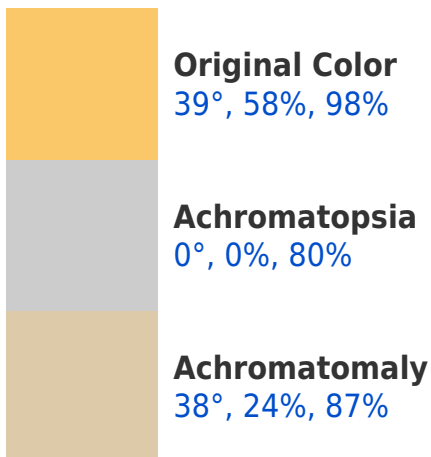 Original Color
39°, 58%, 98%
Achromatopsia
0°, 0%, 80%
Achromatomaly
38°, 24%, 87%